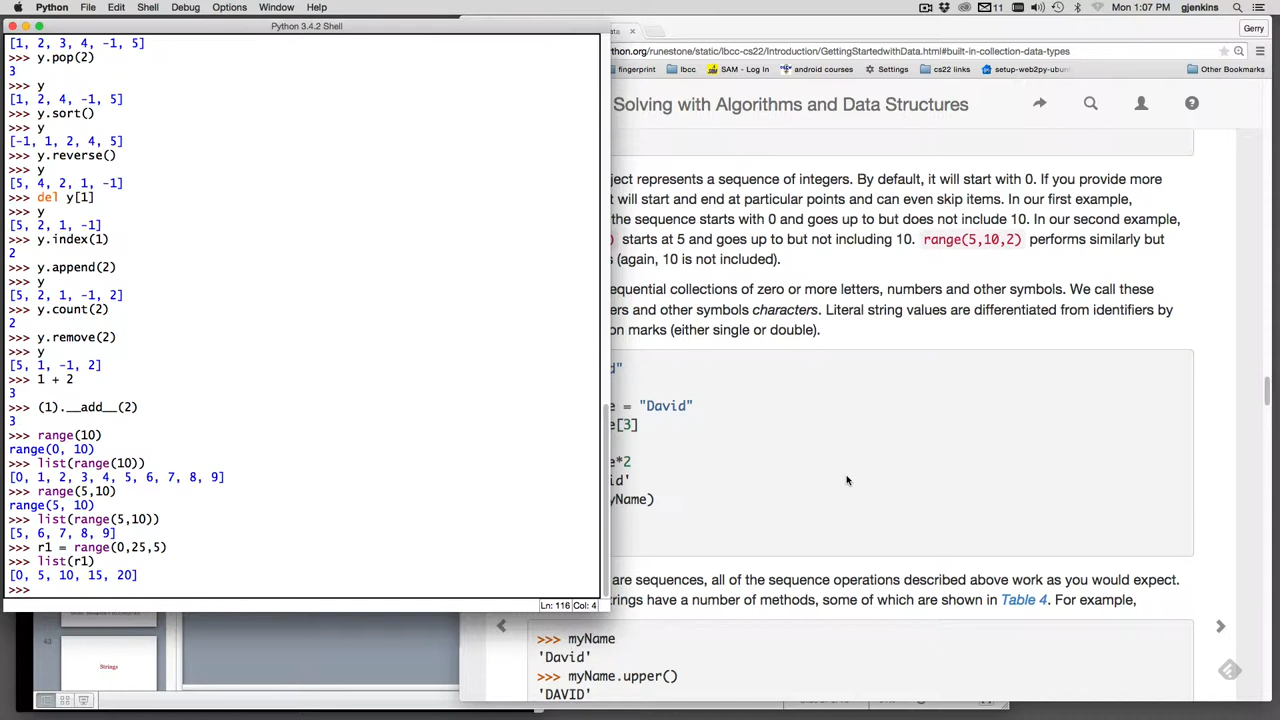 Python File Edit Shell Debug Options Window Help
11 Mon 1:07 PM gjenkins
Python 3.4.2 Shell
[1, 2, 3, 4, -1, 5]
>>> y.pop(2)
3
>>> y
[1, 2, 4, -1, 5]
>>> y.sort()
>>> y
[-1, 1, 2, 4, 5]
>>> y.reverse()
>>> y
[5, 4, 2, 1, -1]
>>> del y[1]
>>> y
[5, 2, 1, -1]
>>> y.index(1)
2
>>> y.append(2)
>>> y
[5, 2, 1, -1, 2]
>>> y.count(2)
2
>>> y.remove(2)
>>> y
[5, 1, -1, 2]
>>> 1 + 2
3
>>> (1).__add__(2)
3
>>> range(10)
range(0, 10)
>>> list(range(10))
[0, 1, 2, 3, 4, 5, 6, 7, 8, 9]
>>> range(5,10)
range(5, 10)
>>> list(range(5,10))
[5, 6, 7, 8, 9]
>>> r1 = range(0,25,5)
>>> list(r1)
[0, 5, 10, 15, 20]
>>>
Ln: 116 Col: 4
Gerry
thon.org/runestone/static/lbcc-cs22/Introduction/GettingStartedwithData.html#built-in-collection-data-types
fingerprint lbcc SAM - Log In android courses Settings cs22 links setup-web2py-ubun Other Bookmarks
Solving with Algorithms and Data Structures
ject represents a sequence of integers. By default, it will start with 0. If you provide more
t will start and end at particular points and can even skip items. In our first example,
the sequence starts with 0 and goes up to but does not include 10. In our second example,
) starts at 5 and goes up to but not including 10. range(5,10,2) performs similarly but
s (again, 10 is not included).
equential collections of zero or more letters, numbers and other symbols. We call these
ers and other symbols characters. Literal string values are differentiated from identifiers by
on marks (either single or double).
d"
e = "David"
e[3]
e*2
id'
yName)
are sequences, all of the sequence operations described above work as you would expect.
trings have a number of methods, some of which are shown in Table 4. For example,
>>> myName
'David'
>>> myName.upper()
'DAVID'
43
Strings